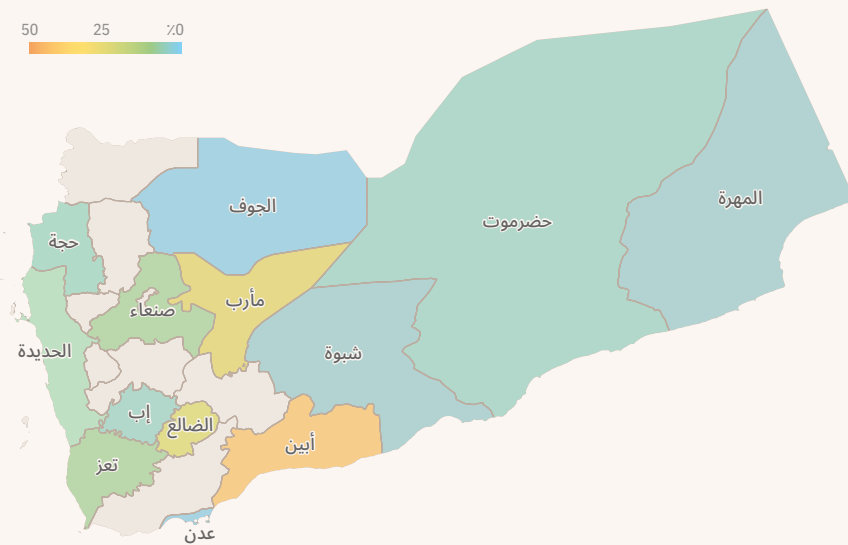 50 25 ٪0
الجوف
المهرة
حضرموت
حجة
مأرب
صنعاء
الحديدة
شبوة
إب
الضالع
أبين
تعز
عدن